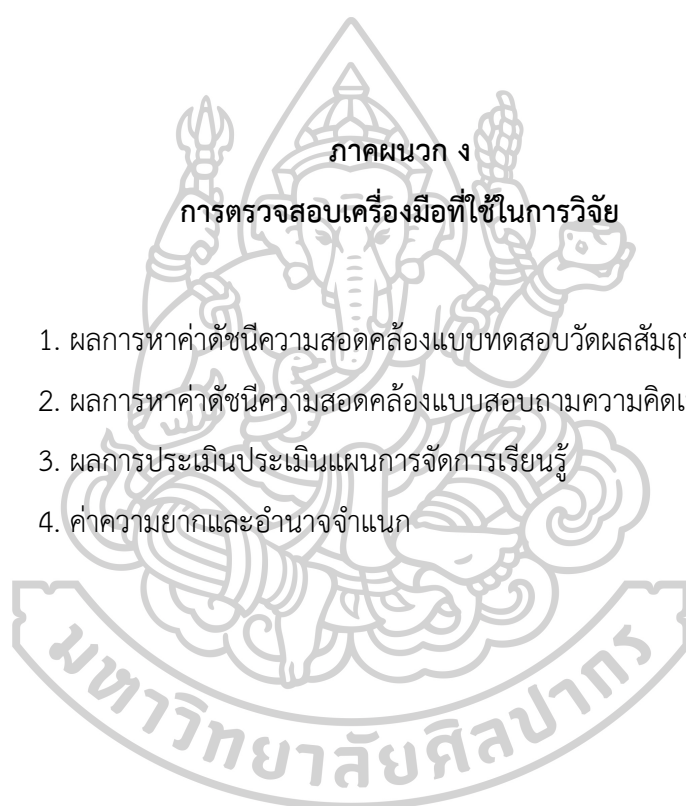 ภาคผนวก ง
การตรวจสอบเครื่องมือที่ใช้ในการวิจัย
1. ผลการหาค่าดัชนีความสอดคล้องแบบทดสอบวัดผลสัมฤ
2. ผลการหาค่าดัชนีความสอดคล้องแบบสอบถามความคิดเ
3. ผลการประเมินประเมินแผนการจัดการเรียนรู้
4. ค่าความยากและอำนาจจำแนก
มหาวิทยาลัยศิลปากร